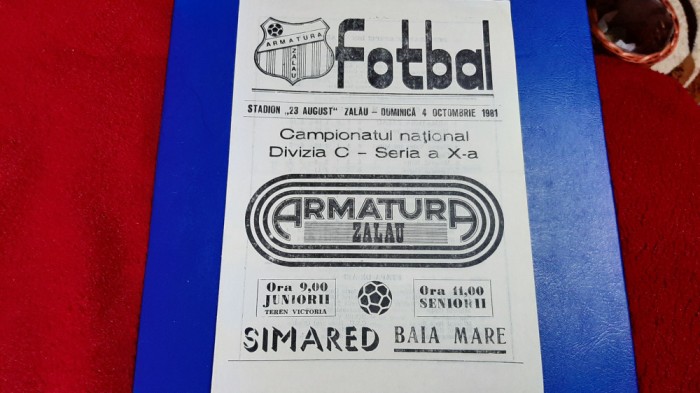 ARMATURA
ZALAU
fotbal
STADION „23 AUGUST" ZALĂU – DUMINICĂ 4 OCTOMBRIE 1981
Campionatul național
Divizia C – Seria a X-a
ARMATURA
ZALAU
Ora 9,00
JUNIORII
TEREN VICTORIA
Ora 11,00
SENIORII
SIMARED BAIA MARE